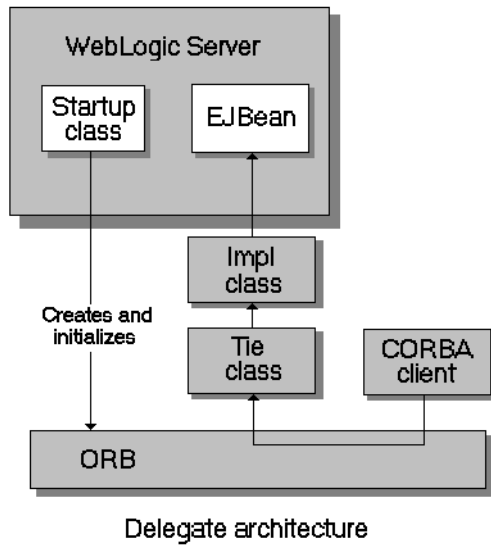 WebLogic Server
Startup
class
EJBean
Impl
class
Creates and
initializes
Tie
class
CORBA
client
ORB
Delegate architecture